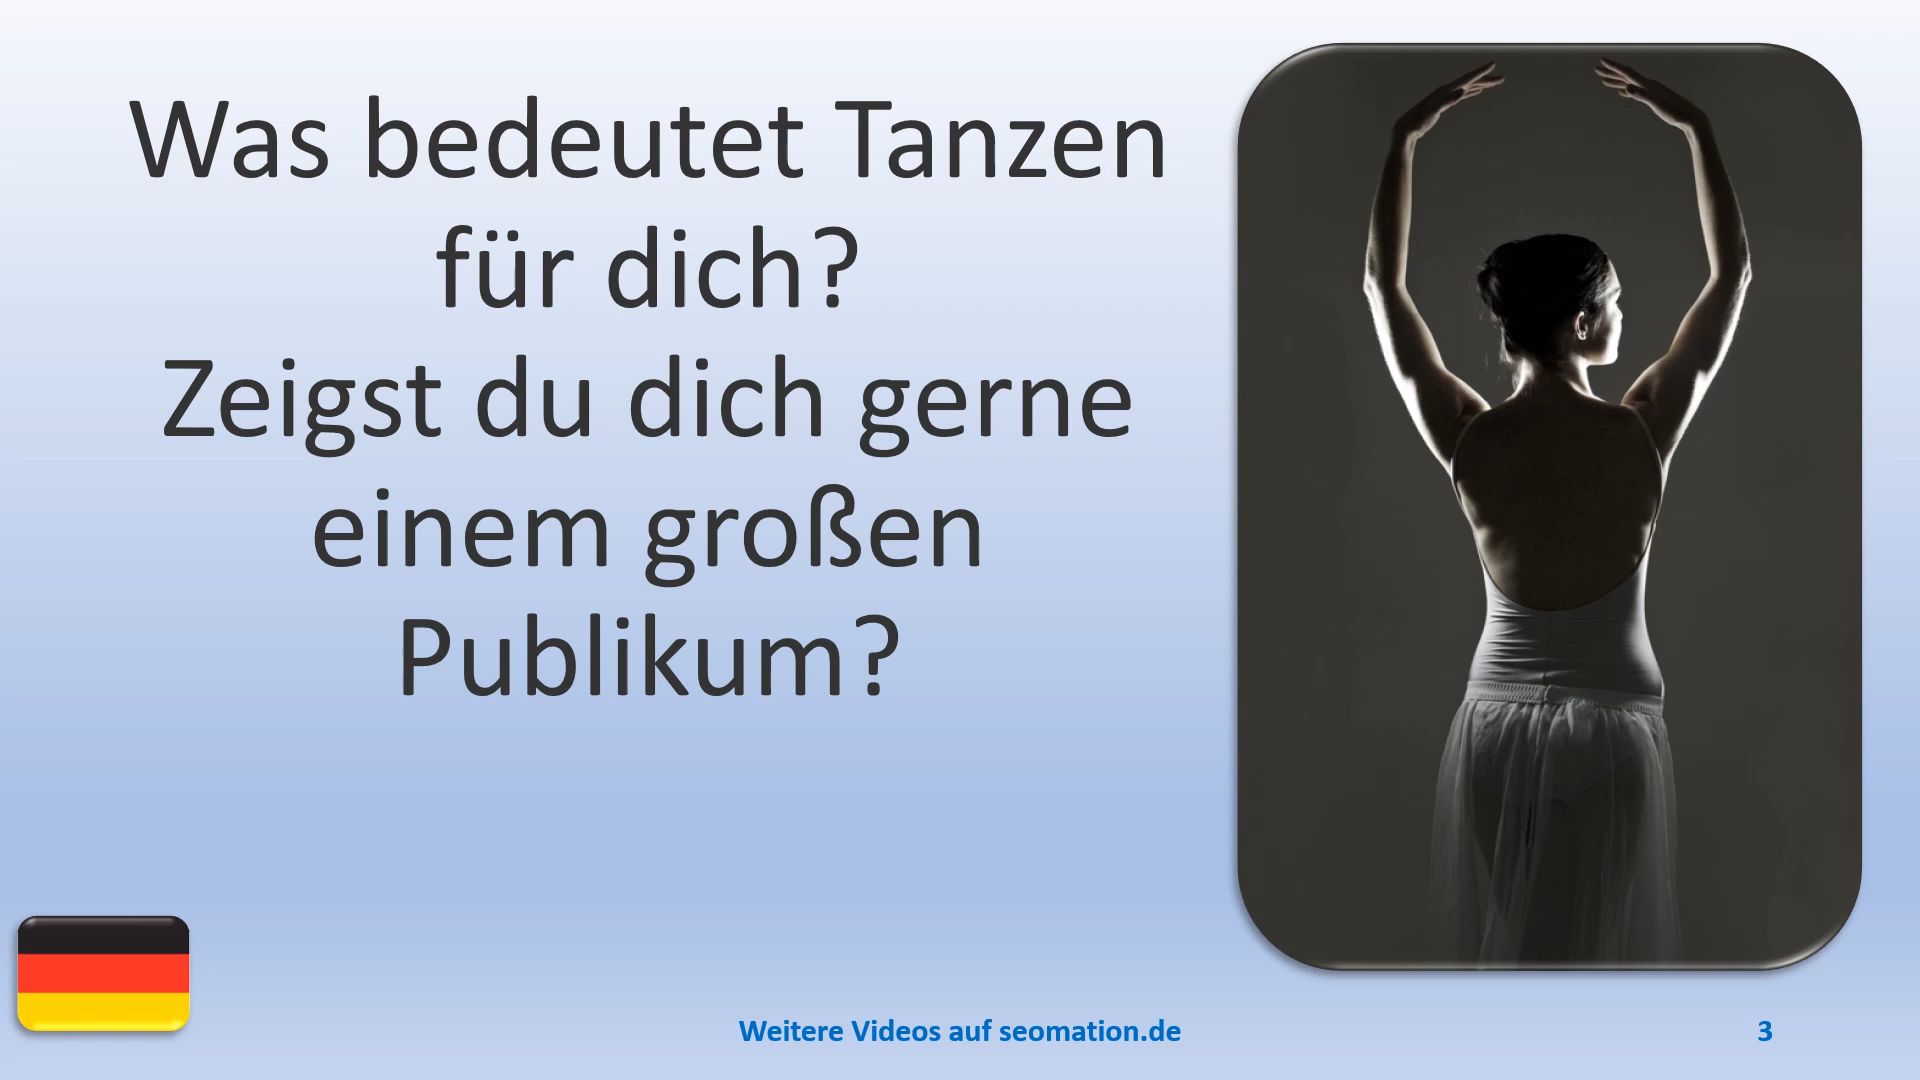 Was bedeutet Tanzen
für dich?
Zeigst du dich gerne
einem großen
Publikum?
Weitere Videos auf seomation.de
3